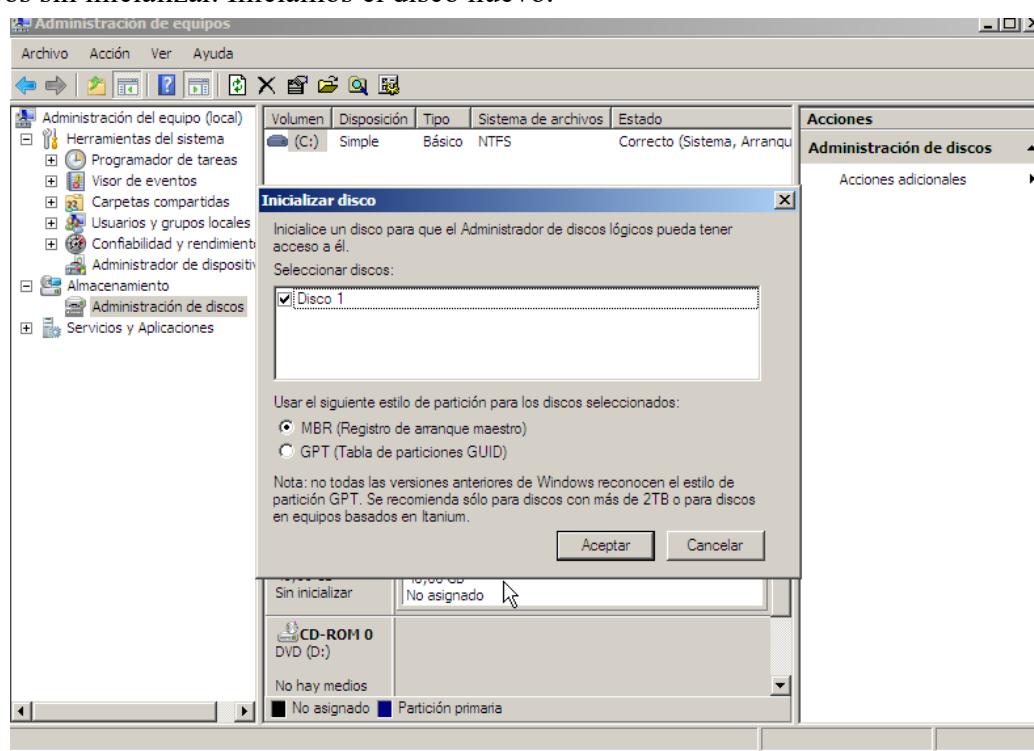 os sin inicializar. Iniciamos el disco nuevo.
Administración de equipos
Archivo Acción Ver Ayuda
Administración del equipo (local)
Herramientas del sistema
Programador de tareas
Visor de eventos
Carpetas compartidas
Usuarios y grupos locales
Confiabilidad y rendimient
Administrador de dispositiv
Almacenamiento
Administración de discos
Servicios y Aplicaciones
Volumen Disposición Tipo Sistema de archivos Estado
(C:) Simple Básico NTFS Correcto (Sistema, Arranqu
Acciones
Administración de discos
Acciones adicionales
Inicializar disco
Inicialice un disco para que el Administrador de discos lógicos pueda tener
acceso a él.
Seleccionar discos:
Disco 1
Usar el siguiente estilo de partición para los discos seleccionados:
MBR (Registro de arranque maestro)
GPT (Tabla de particiones GUID)
Nota: no todas las versiones anteriores de Windows reconocen el estilo de
partición GPT. Se recomienda sólo para discos con más de 2TB o para discos
en equipos basados en Itanium.
Aceptar Cancelar
Sin inicializar
No asignado
CD-ROM 0
DVD (D:)
No hay medios
No asignado Partición primaria